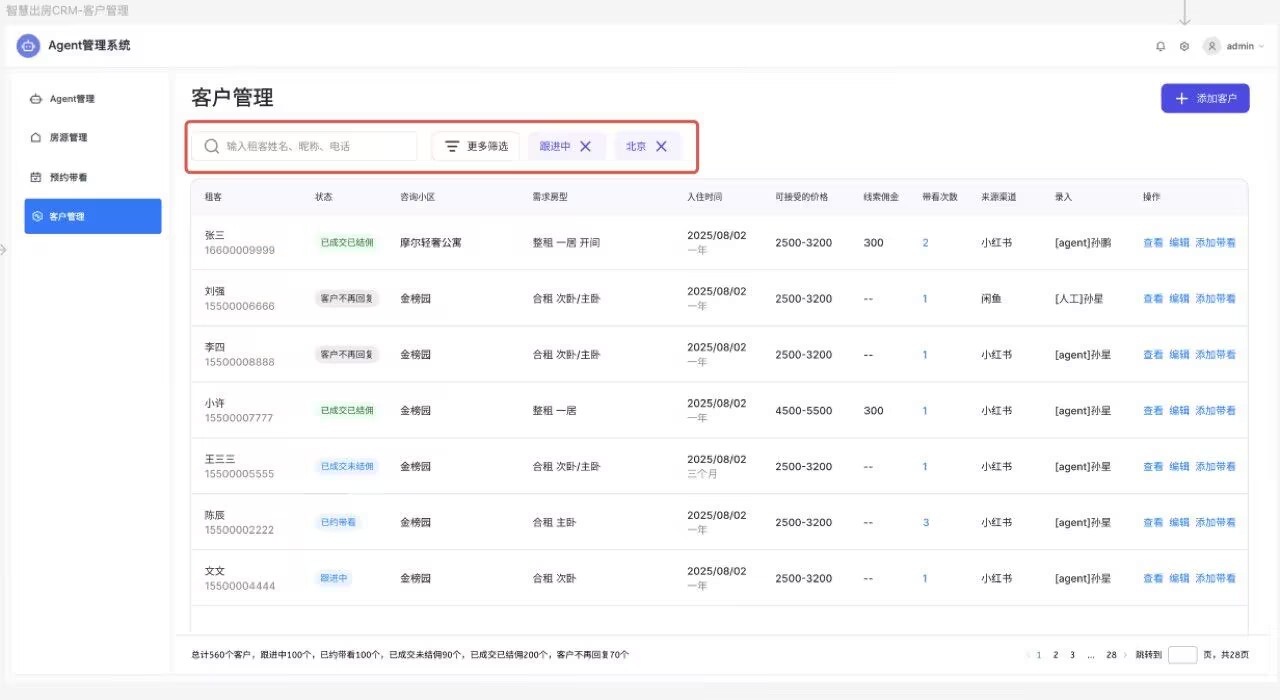 智慧出房CRM-客户管理
Agent管理系统
admin
Agent管理
房源管理
预约带看
客户管理
客户管理
添加客户
输入租客姓名、昵称、电话 更多筛选 跟进中 北京
租客 状态 咨询小区 需求房型 入住时间 可接受的价格 线索佣金 带看次数 来源渠道 录入 操作
张三 16600009999 已成交已结佣 摩尔轻奢公寓 整租 一居 开间 2025/08/02 一年 2500-3200 300 2 小红书 [agent]孙鹏 查看 编辑 添加带看
刘强 15500006666 客户不再回复 金榜园 合租 次卧/主卧 2025/08/02 一年 2500-3200 -- 1 闲鱼 [人工]孙星 查看 编辑 添加带看
李四 15500008888 客户不再回复 金榜园 合租 次卧/主卧 2025/08/02 一年 2500-3200 -- 1 小红书 [agent]孙星 查看 编辑 添加带看
小许 15500007777 已成交已结佣 金榜园 整租 一居 2025/08/02 一年 4500-5500 300 1 小红书 [agent]孙星 查看 编辑 添加带看
王三三 15500005555 已成交未结佣 金榜园 合租 次卧/主卧 2025/08/02 三个月 2500-3200 -- 1 小红书 [agent]孙星 查看 编辑 添加带看
陈辰 15500002222 已约带看 金榜园 合租 主卧 2025/08/02 一年 2500-3200 -- 3 小红书 [agent]孙星 查看 编辑 添加带看
文文 15500004444 跟进中 金榜园 合租 次卧 2025/08/02 一年 2500-3200 -- 1 小红书 [agent]孙星 查看 编辑 添加带看
总计560个客户，跟进中100个，已约带看100个，已成交未结佣90个，已成交已结佣200个，客户不再回复70个
1 2 3 ... 28 跳转到 页，共28页